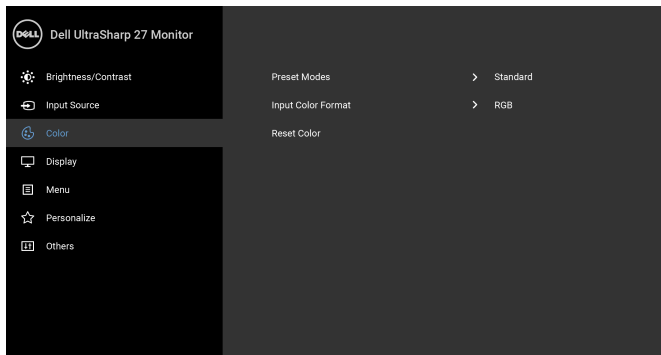 DELL Dell UltraSharp 27 Monitor
Brightness/Contrast
Preset Modes Standard
Input Source
Input Color Format RGB
Color
Reset Color
Display
Menu
Personalize
Others